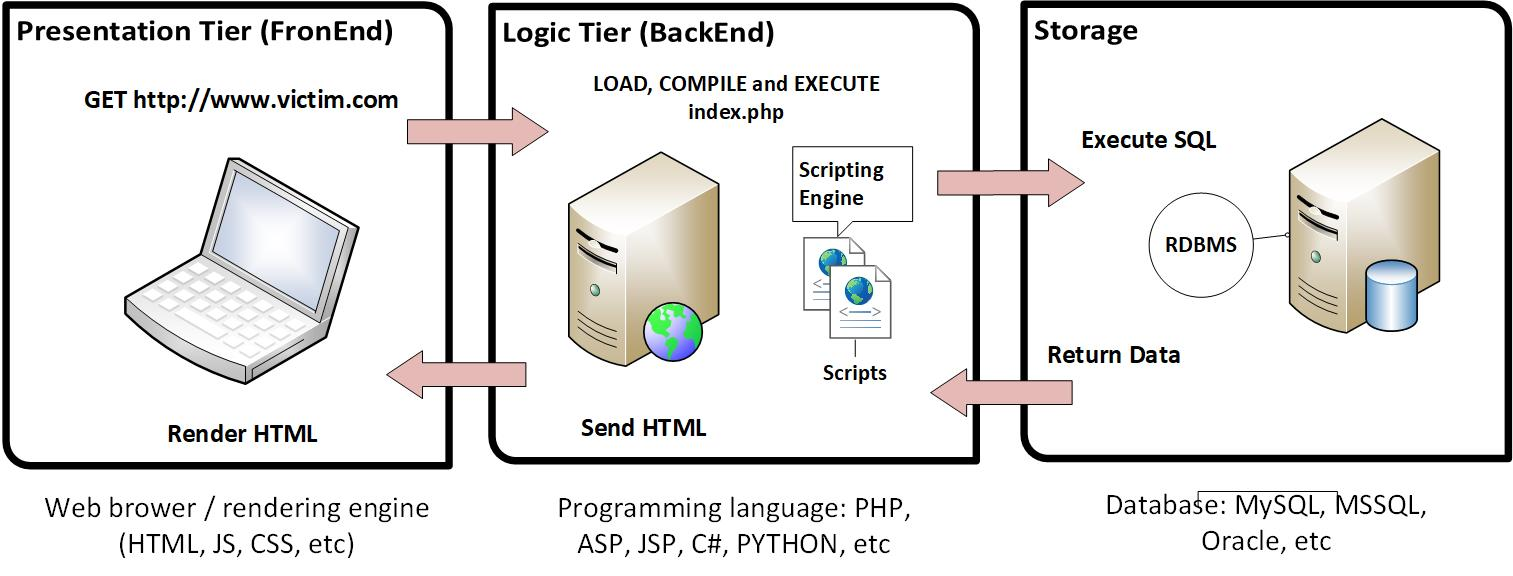 Presentation Tier (FronEnd)
GET http://www.victim.com
Render HTML
Web brower / rendering engine
(HTML, JS, CSS, etc)
Logic Tier (BackEnd)
LOAD, COMPILE and EXECUTE
index.php
Scripting
Engine
Scripts
Send HTML
Programming language: PHP,
ASP, JSP, C#, PYTHON, etc
Storage
Execute SQL
RDBMS
Return Data
Database: MySQL, MSSQL,
Oracle, etc